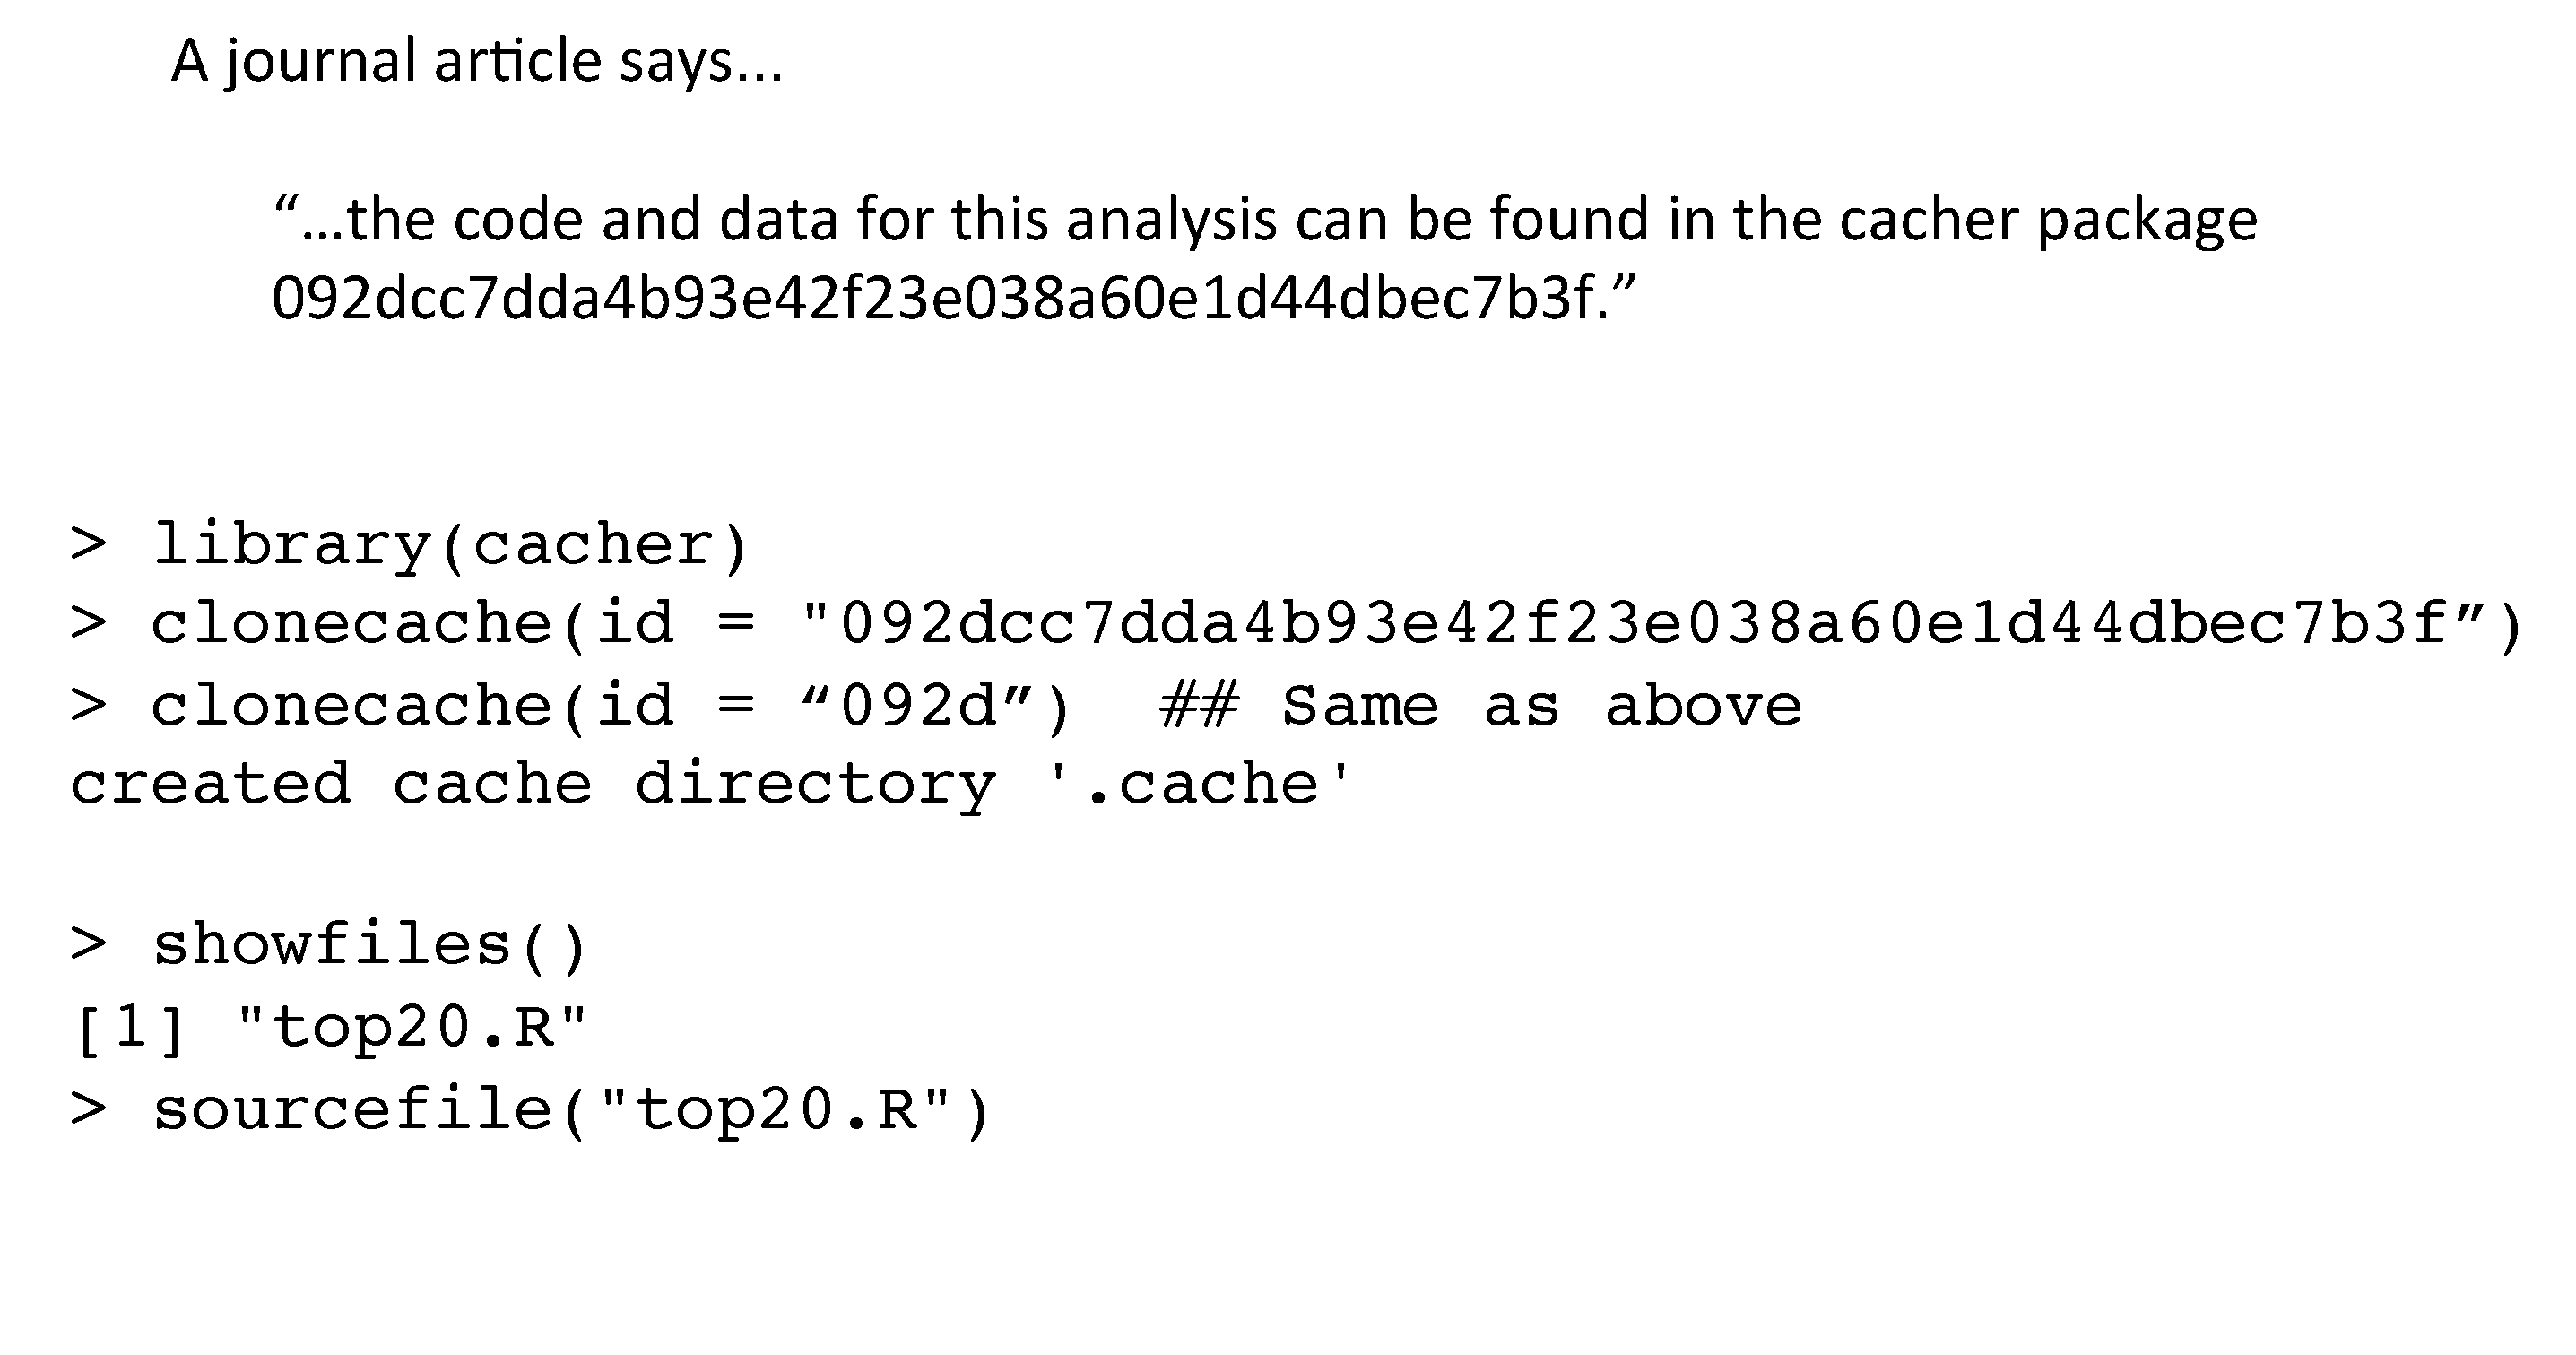 A journal article says...
“…the code and data for this analysis can be found in the cacher package
092dcc7dda4b93e42f23e038a60e1d44dbec7b3f.”
> library(cacher)
> clonecache(id = "092dcc7dda4b93e42f23e038a60e1d44dbec7b3f”)
> clonecache(id = “092d”)  ## Same as above
created cache directory '.cache'
> showfiles()
[1] "top20.R"
> sourcefile("top20.R")